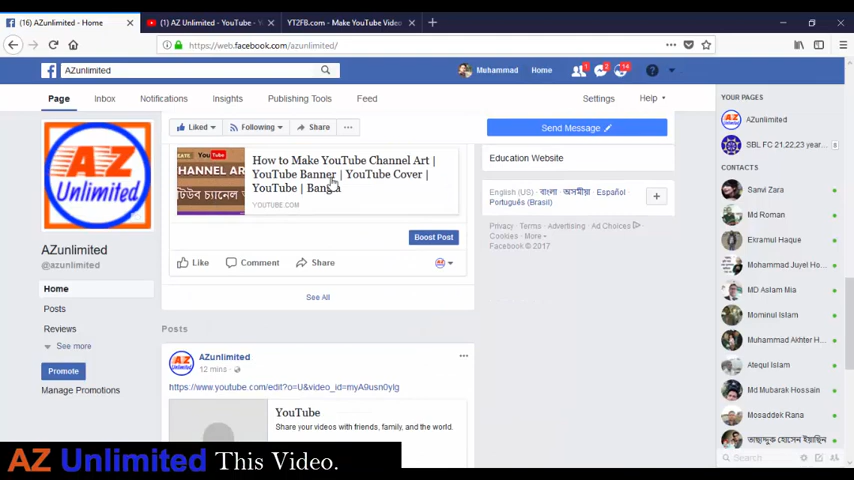 (16) AZunlimited - Home
(1) AZ Unlimited - YouTube -
YT2FB.com - Make YouTube Video
https://web.facebook.com/azunlimited/
AZunlimited
Muhammad
Home
1
2
14
Page
Inbox
Notifications
Insights
Publishing Tools
Feed
Settings
Help
Liked
Following
Share
Send Message
AZ
Unlimited
AZunlimited
@azunlimited
Home
Posts
Reviews
See more
Promote
Manage Promotions
YouTube
How to Make YouTube Channel Art |
YouTube Banner | YouTube Cover |
YouTube | Bangla
YOUTUBE.COM
Boost Post
Like
Comment
Share
See All
Posts
AZunlimited
12 mins
https://www.youtube.com/edit?o=U&video_id=myA9usn0yIg
YouTube
Share your videos with friends, family, and the world.
Education Website
English (US) · বাংলা · অসমীয়া · Español ·
Português (Brasil)
Privacy · Terms · Advertising · Ad Choices
Cookies · More
Facebook © 2017
YOUR PAGES
AZunlimited
SBL FC 21,22,23 year...
CONTACTS
Sanvi Zara
Md Roman
Ekramul Haque
Mohammad Juyel Ho...
MD Aslam Mia
Mominul Islam
Muhammad Akhter H...
Atequl Islam
Md Mubarak Hossain
Mosaddek Rana
Search
AZ Unlimited This Video.